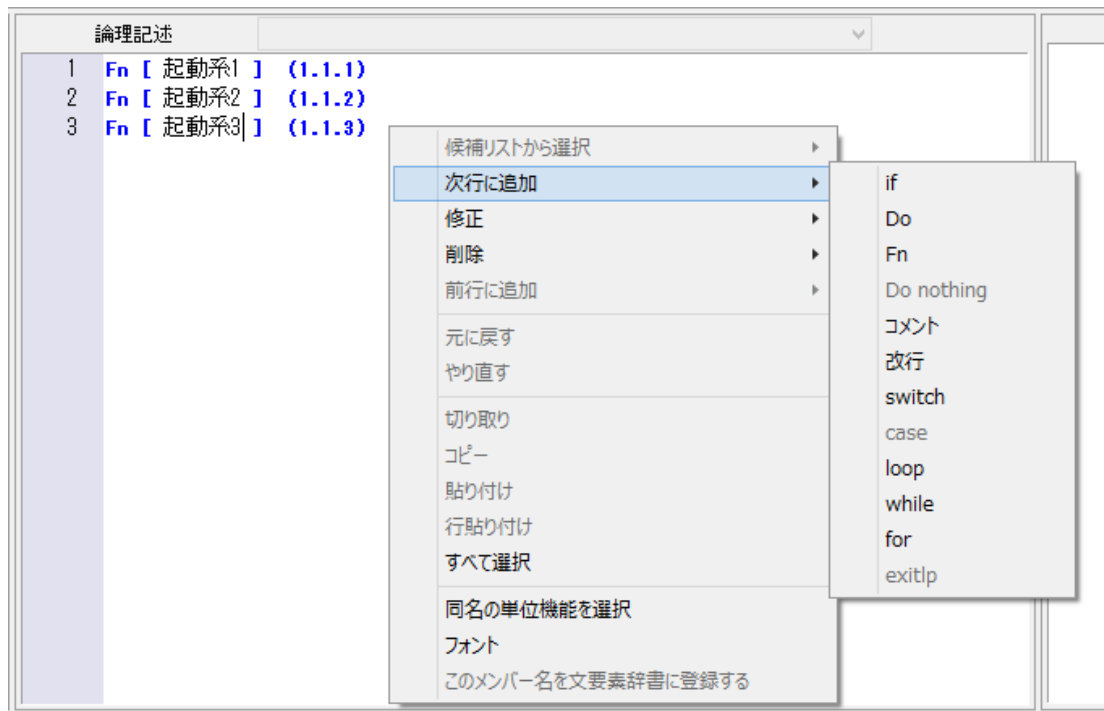 論理記述
1 Fn [ 起動系1 ] (1.1.1)
2 Fn [ 起動系2 ] (1.1.2)
3 Fn [ 起動系3 ] (1.1.3)
候補リストから選択
次行に追加
修正
削除
前行に追加
元に戻す
やり直す
切り取り
コピー
貼り付け
行貼り付け
すべて選択
同名の単位機能を選択
フォント
このメンバー名を文要素辞書に登録する
if
Do
Fn
Do nothing
コメント
改行
switch
case
loop
while
for
exitlp